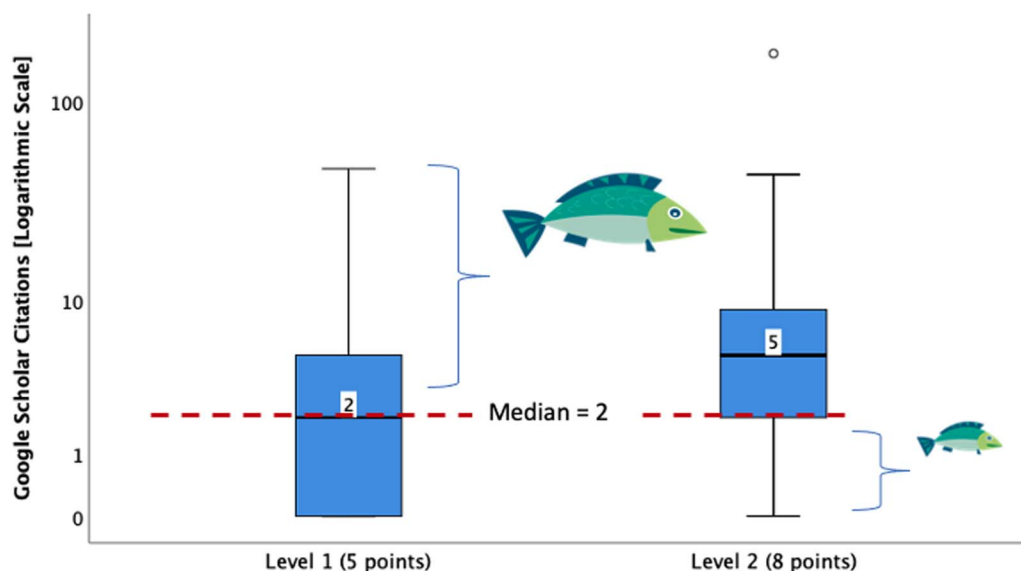 Google Scholar Citations [Logarithmic Scale]
100
10
1
0
2
5
Median = 2
Level 1 (5 points)
Level 2 (8 points)